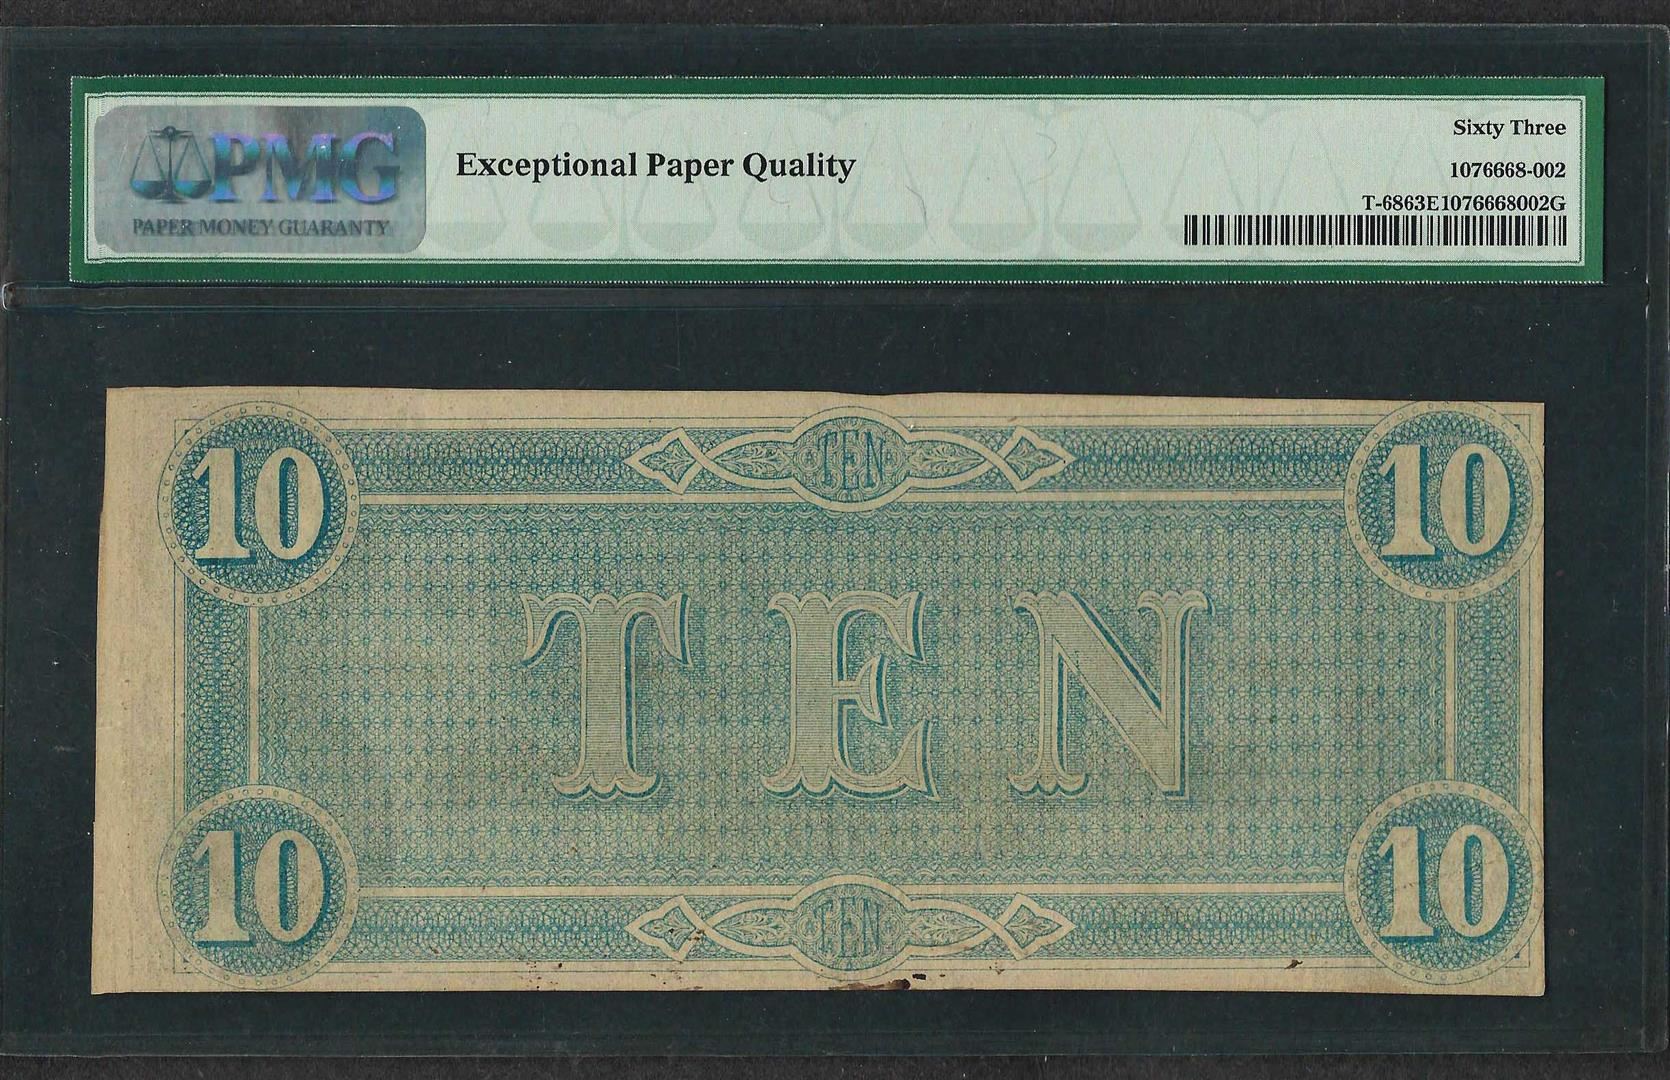 PMG
PAPER MONEY GUARANTY
Exceptional Paper Quality
Sixty Three
1076668-002
T-6863E1076668002G
10 TEN 10
TEN
10 TEN 10